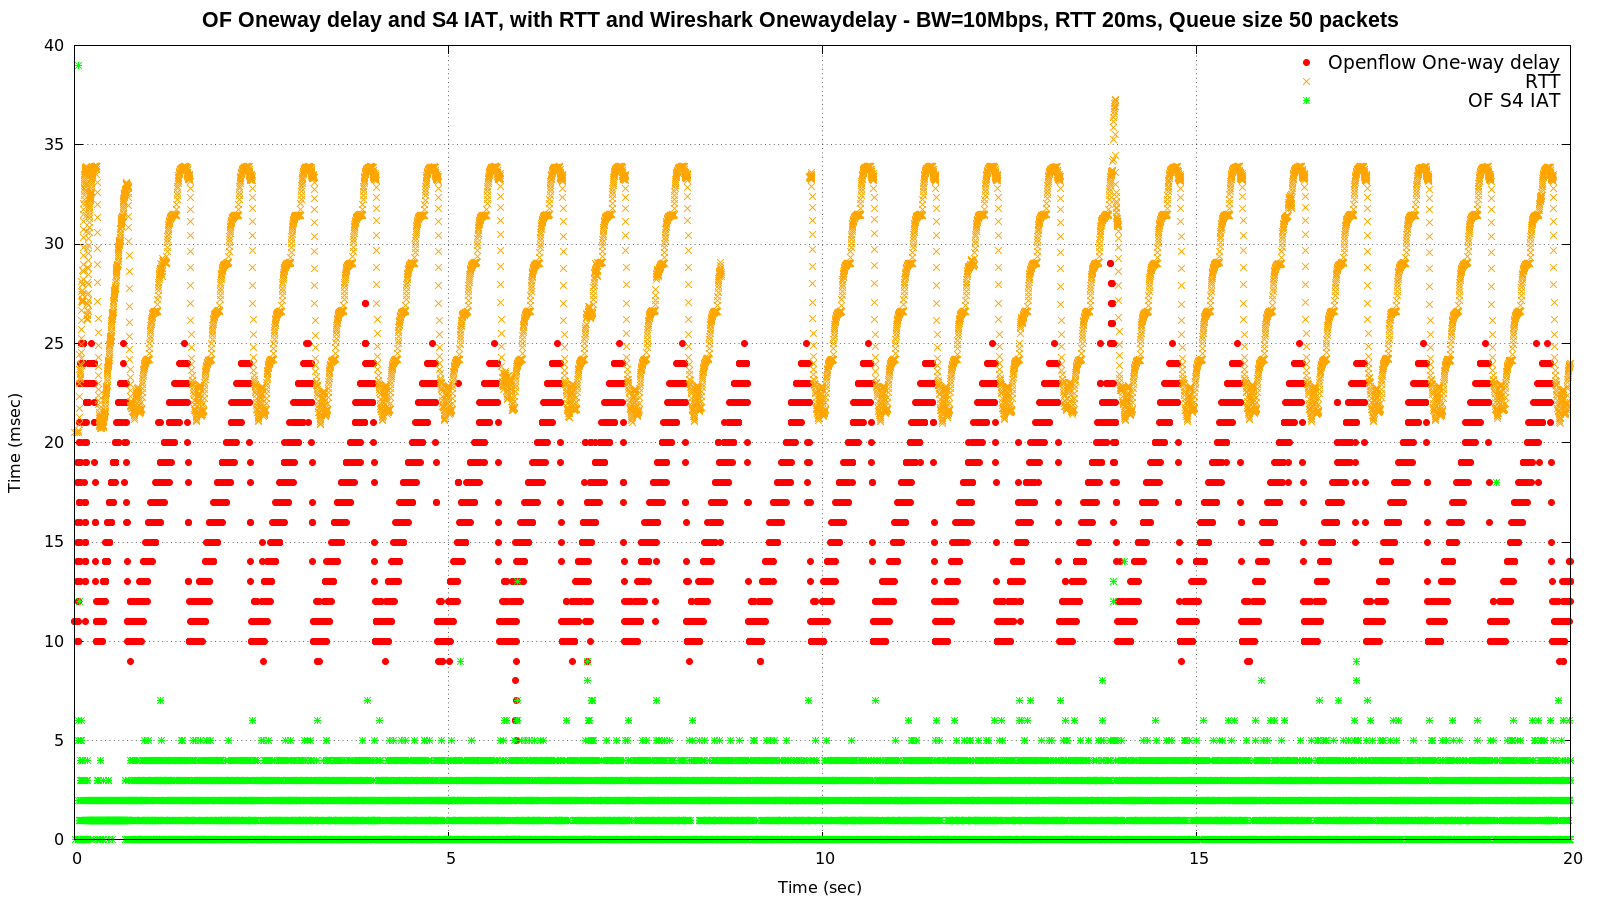 OF Oneway delay and S4 IAT, with RTT and Wireshark Onewaydelay - BW=10Mbps, RTT 20ms, Queue size 50 packets
Openflow One-way delay
RTT
OF S4 IAT
Time (msec)
40
35
30
25
20
15
10
5
0
0 5 10 15 20
Time (sec)